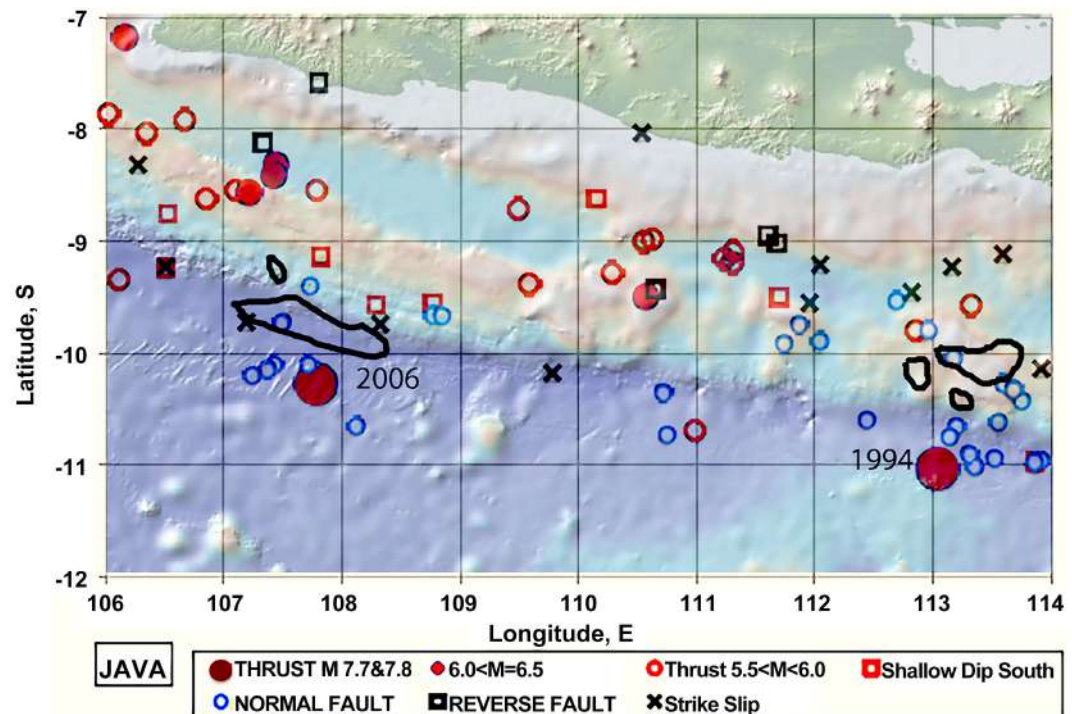 -7
-8
-9
-10
-11
-12
Latitude, S
2006
1994
106 107 108 109 110 111 112 113 114
Longitude, E
JAVA
THRUST M 7.7&7.8 6.0<M=6.5 Thrust 5.5<M<6.0 Shallow Dip South
NORMAL FAULT REVERSE FAULT Strike Slip